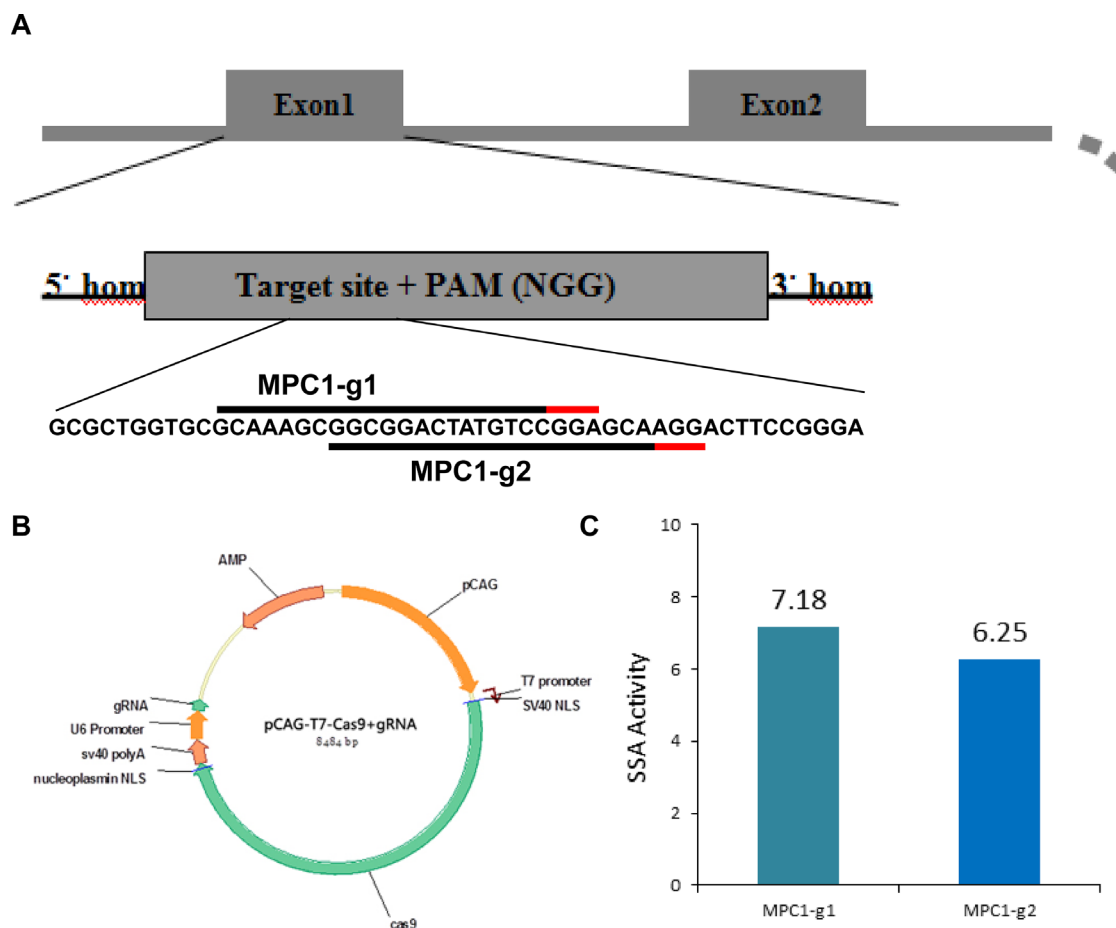 A
Exon1
Exon2
5' hom
Target site + PAM (NGG)
3' hom
MPC1-g1
GCGCTGGTGCGCAAAGCGGCGGACTATGTCCGGAGCAAGGACTTCCGGGA
MPC1-g2
B
AMP
pCAG
T7 promoter
SV40 NLS
gRNA
U6 Promoter
sv40 polyA
nucleoplasmin NLS
pCAG-T7-Cas9+gRNA
8484 bp
cas9
C
10
8
6
4
2
0
SSA Activity
7.18
6.25
MPC1-g1
MPC1-g2